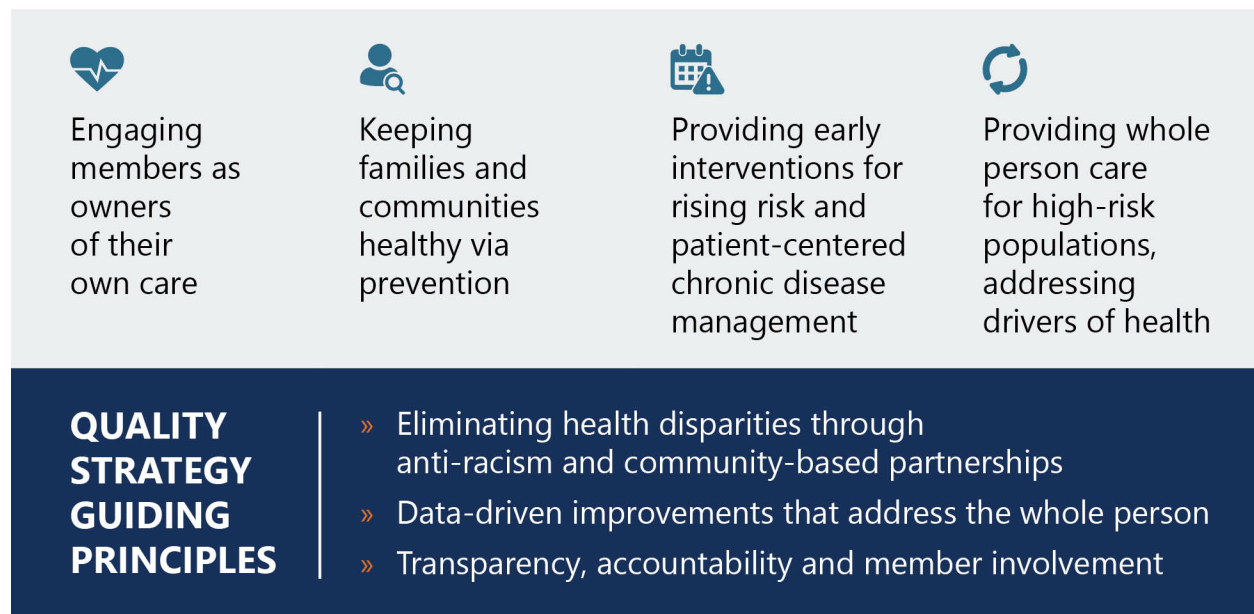 Engaging
members as
owners
of their
own care
Keeping
families and
communities
healthy via
prevention
Providing early
interventions for
rising risk and
patient-centered
chronic disease
management
Providing whole
person care
for high-risk
populations,
addressing
drivers of health
QUALITY
STRATEGY
GUIDING
PRINCIPLES
» Eliminating health disparities through
anti-racism and community-based partnerships
» Data-driven improvements that address the whole person
» Transparency, accountability and member involvement